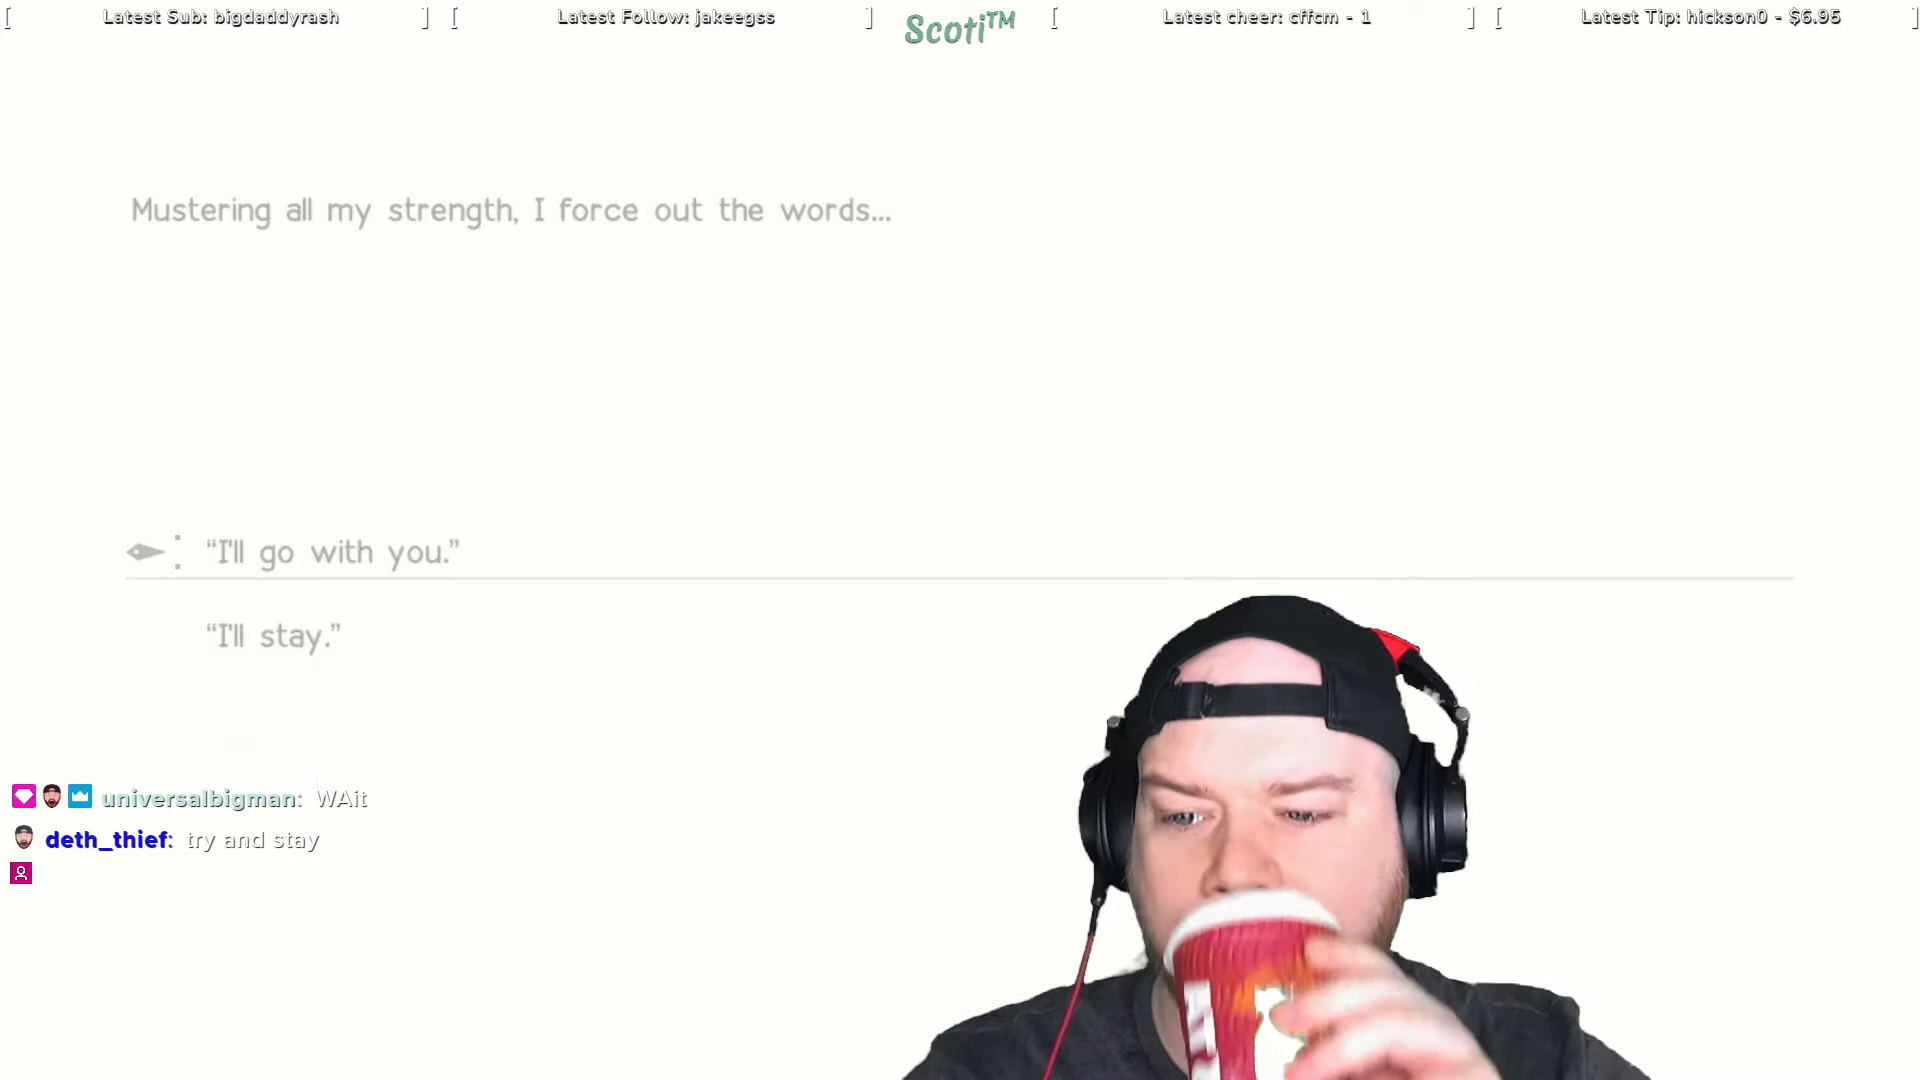 [ Latest Sub: bigdaddyrash ] [ Latest Follow: jakeegss ] Scoti™ [ Latest cheer: cffcm - 1 ] [ Latest Tip: hickson0 - $6.95 ]
Mustering all my strength, I force out the words...
“I'll go with you.”
“I'll stay.”
universalbigman: WAit
deth_thief: try and stay